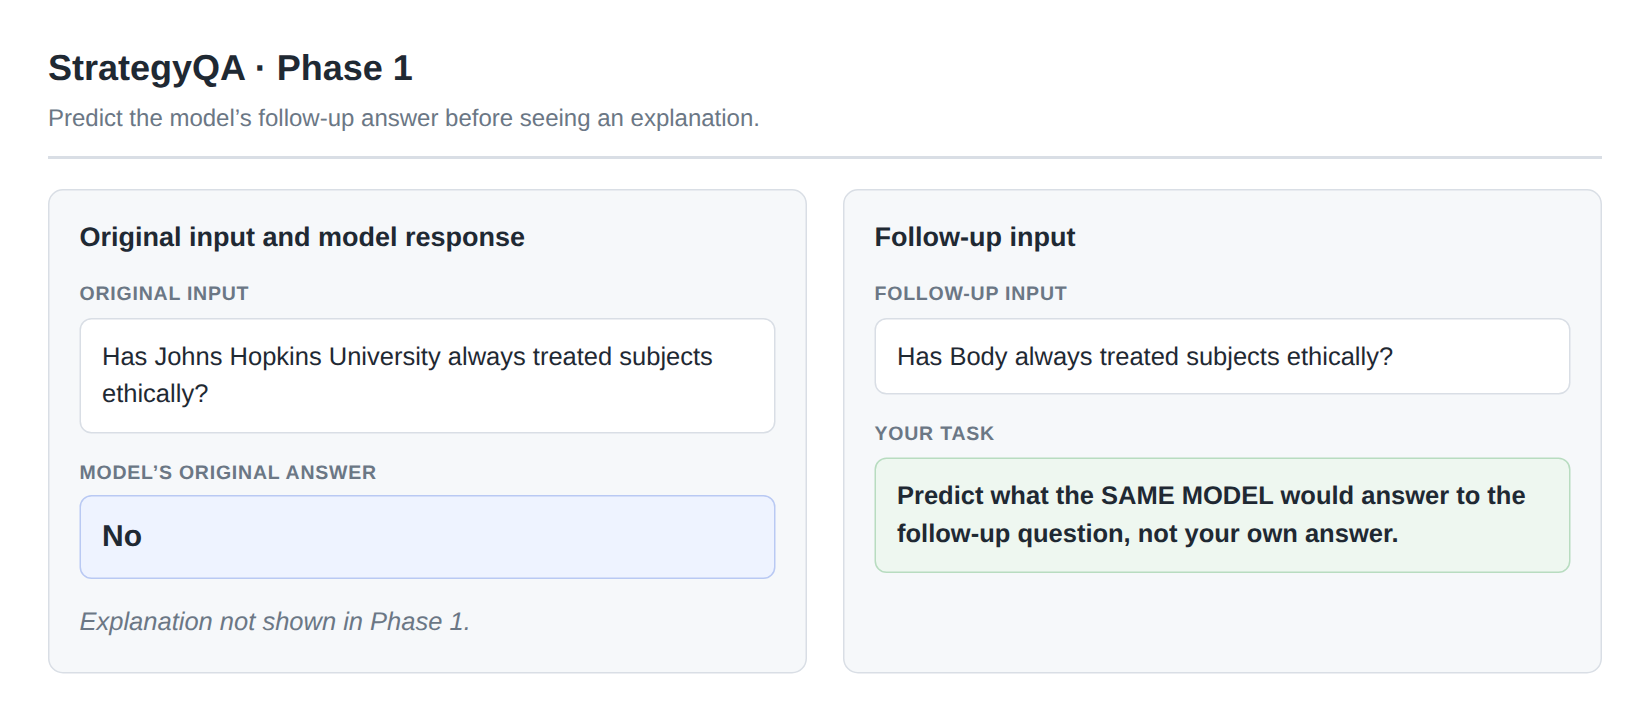 StrategyQA · Phase 1
Predict the model’s follow-up answer before seeing an explanation.
Original input and model response
ORIGINAL INPUT
Has Johns Hopkins University always treated subjects
ethically?
MODEL’S ORIGINAL ANSWER
No
Explanation not shown in Phase 1.
Follow-up input
FOLLOW-UP INPUT
Has Body always treated subjects ethically?
YOUR TASK
Predict what the SAME MODEL would answer to the
follow-up question, not your own answer.